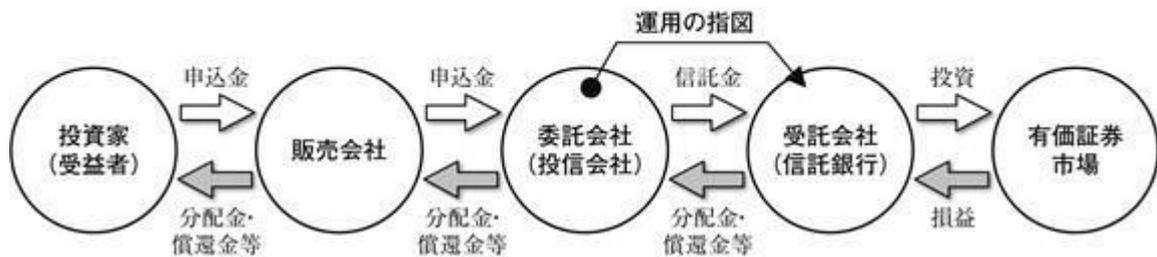 運用の指図
申込金
申込金
信託金
投資
投資家
(受益者)
販売会社
委託会社
(投信会社)
受託会社
(信託銀行)
有価証券
市場
分配金・
償還金等
分配金・
償還金等
分配金・
償還金等
損益